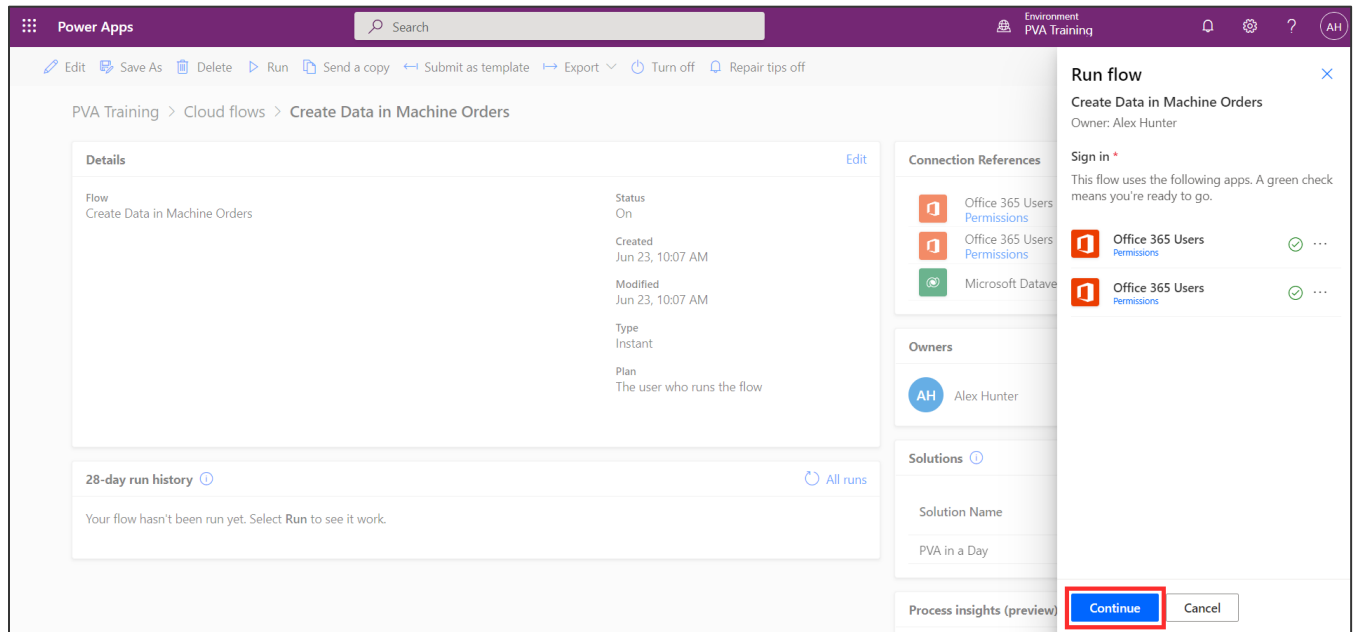 Power Apps
Search
Environment
PVA Training
?
AH
Edit Save As Delete Run Send a copy Submit as template Export Turn off Repair tips off
PVA Training > Cloud flows > Create Data in Machine Orders
Details
Edit
Flow
Create Data in Machine Orders
Status
On
Created
Jun 23, 10:07 AM
Modified
Jun 23, 10:07 AM
Type
Instant
Plan
The user who runs the flow
28-day run history
All runs
Your flow hasn't been run yet. Select Run to see it work.
Connection References
Office 365 Users
Permissions
Office 365 Users
Permissions
Microsoft Datave
Owners
AH
Alex Hunter
Solutions
Solution Name
PVA in a Day
Process insights (preview)
Run flow
Create Data in Machine Orders
Owner: Alex Hunter
Sign in *
This flow uses the following apps. A green check
means you're ready to go.
Office 365 Users
Permissions
Office 365 Users
Permissions
Continue
Cancel